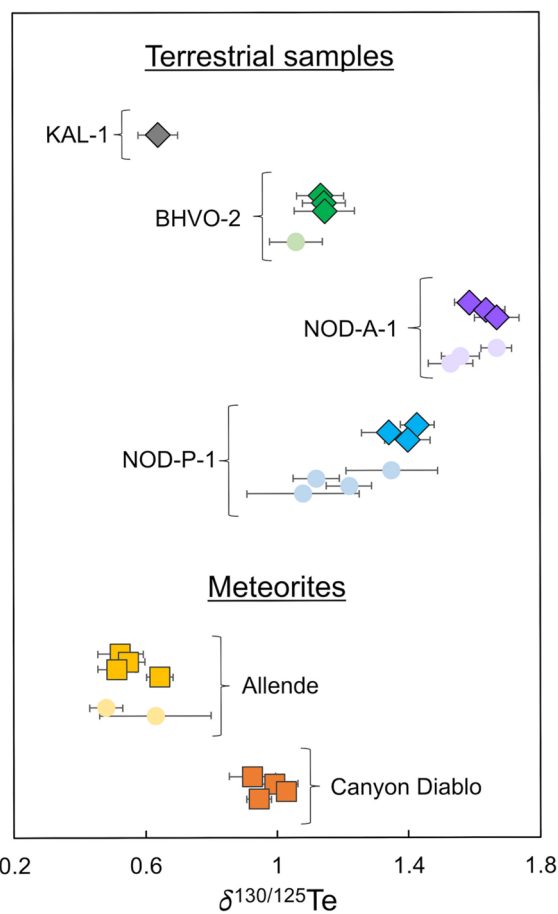 Terrestrial samples
KAL-1
BHVO-2
NOD-A-1
NOD-P-1
Meteorites
Allende
Canyon Diablo
0.2 0.6 1 1.4 1.8
δ¹³⁰/¹²⁵Te